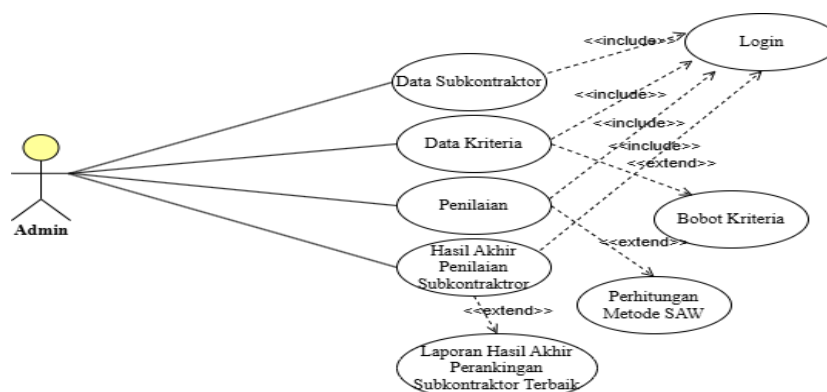 <<include>>
Login
Data Subkontraktor
<<include>>
Data Kriteria
<<include>>
<<include>>
<<extend>>
Penilaian
Bobot Kriteria
Admin
Hasil Akhir
Penilaian
Subkontraktror
<<extend>>
Perhitungan
Metode SAW
<<extend>>
Laporan Hasil Akhir
Perankingan
Subkontraktor Terbaik